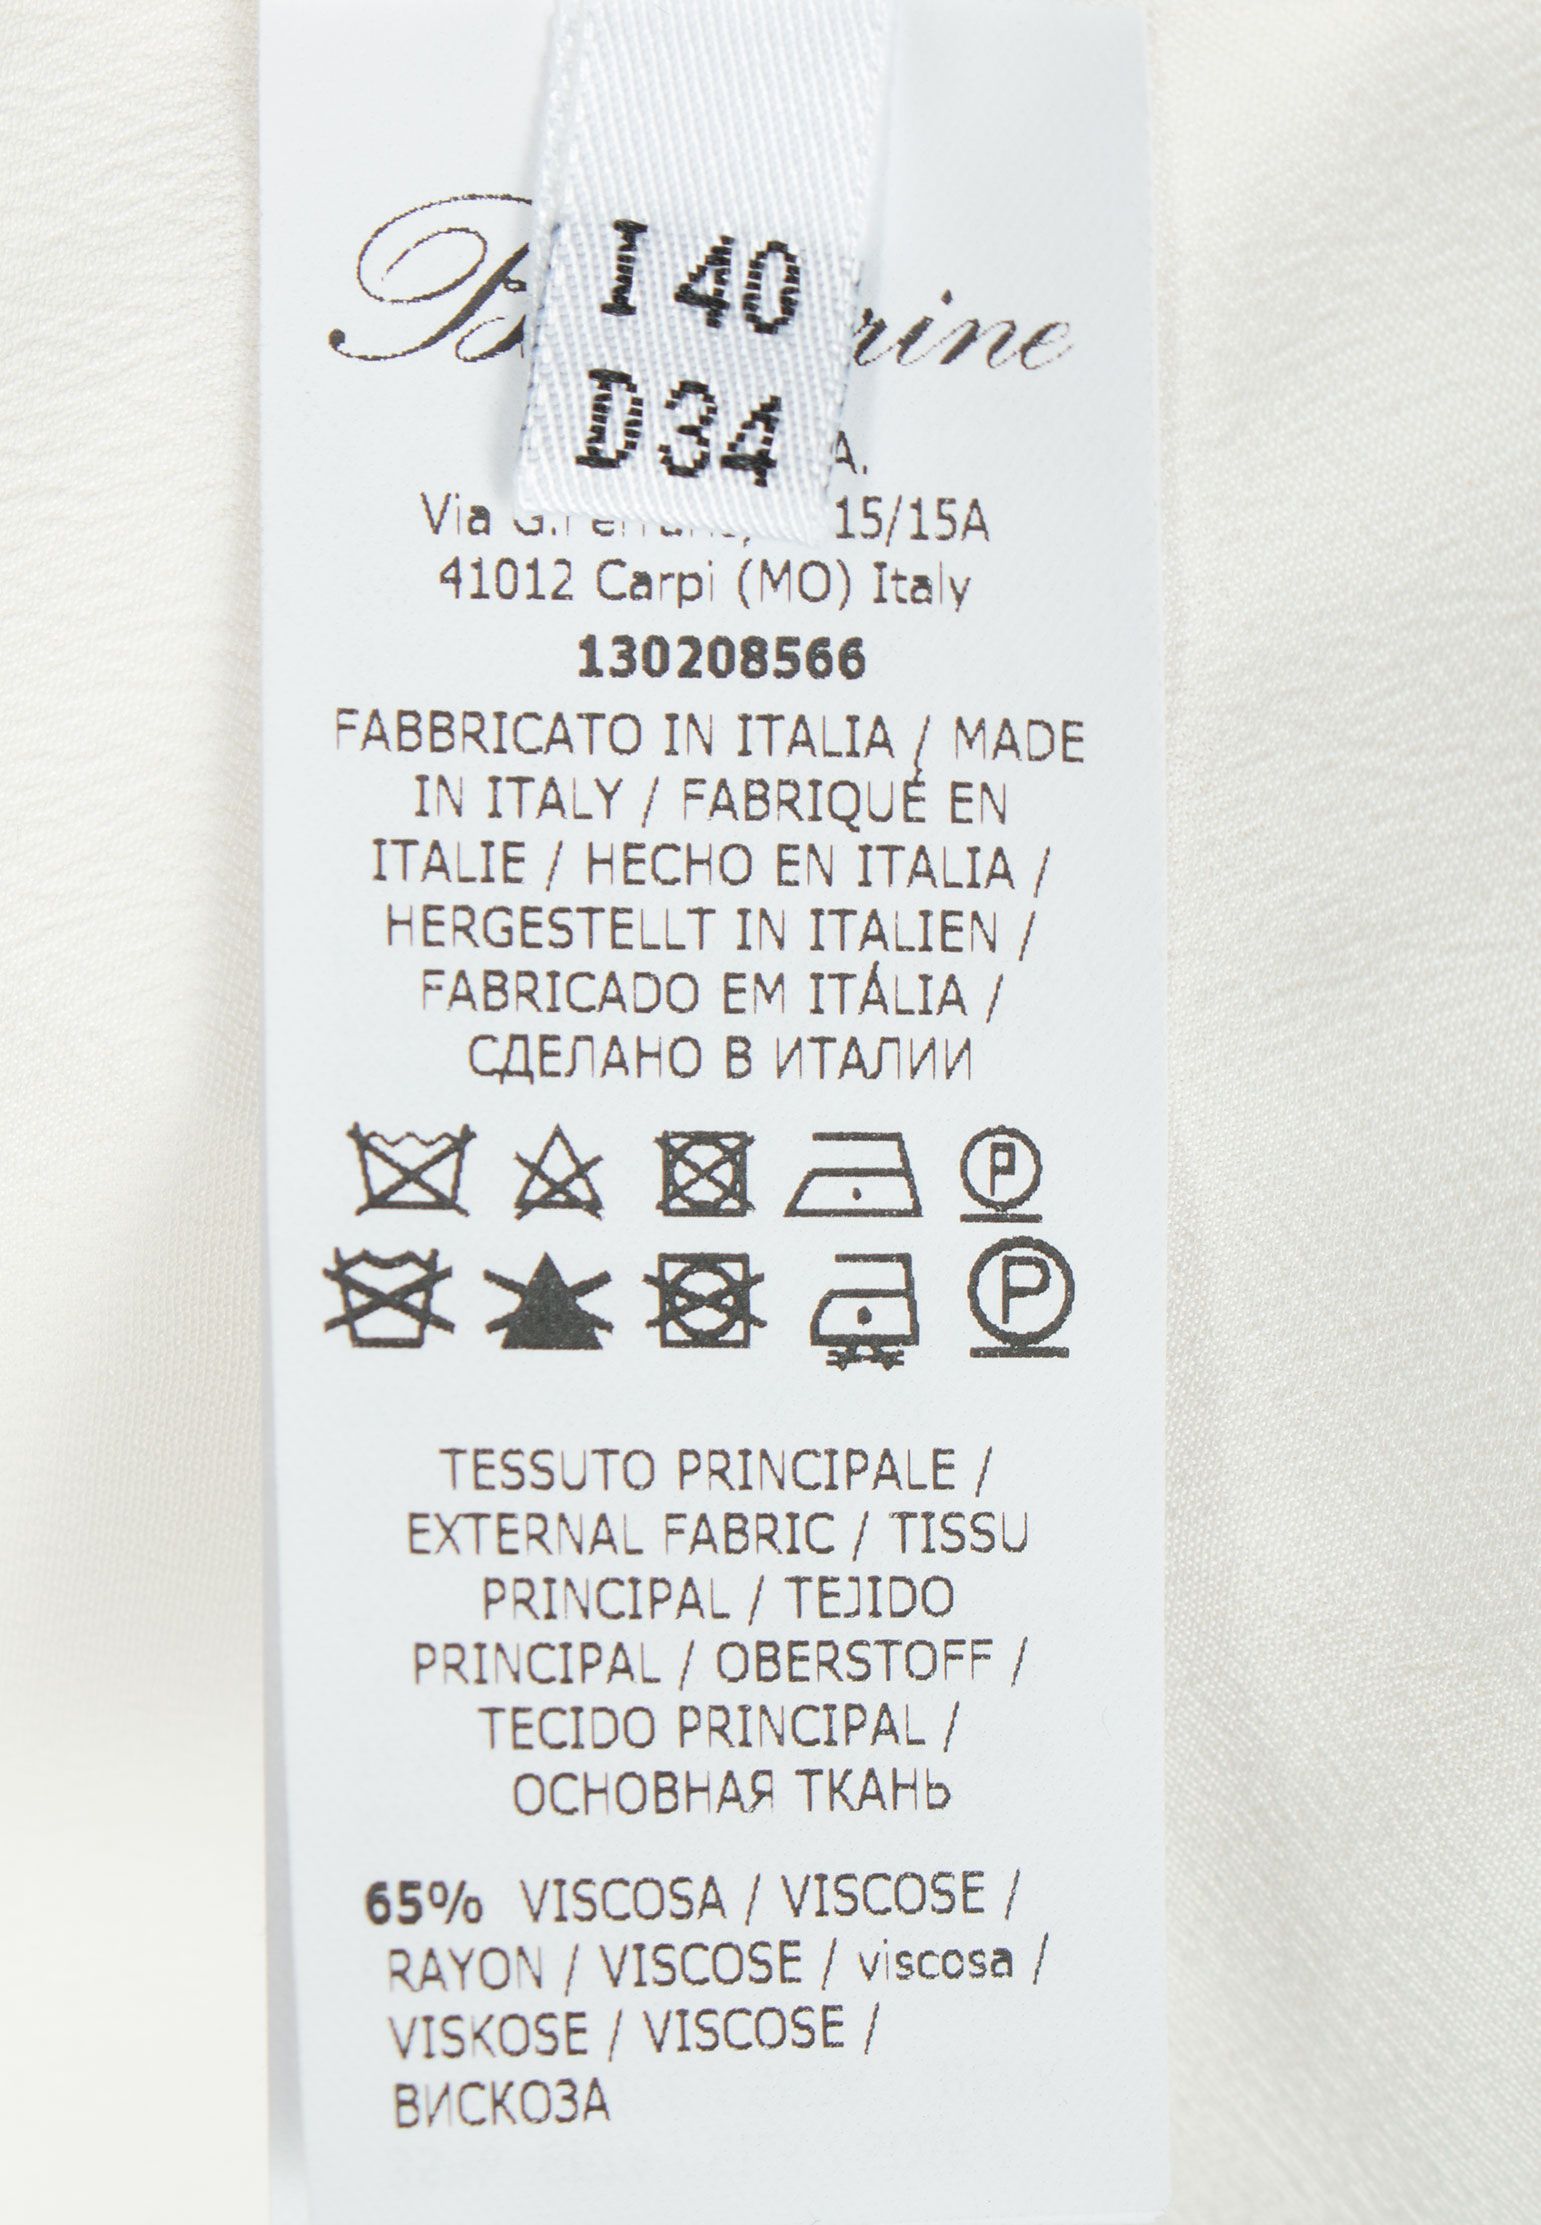 I 40
D 34
A.
Via 15/15A
41012 Carpi (MO) Italy
130208566
FABBRICATO IN ITALIA / MADE
IN ITALY / FABRIQUÉ EN
ITALIE / HECHO EN ITALIA /
HERGESTELLT IN ITALIEN /
FABRICADO EM ITÁLIA /
СДЕЛАНО В ИТАЛИИ
P
P
TESSUTO PRINCIPALE /
EXTERNAL FABRIC / TISSU
PRINCIPAL / TEJIDO
PRINCIPAL / OBERSTOFF /
TECIDO PRINCIPAL /
ОСНОВНАЯ ТКАНЬ
65% VISCOSA / VISCOSE /
RAYON / VISCOSE / viscosa /
VISKOSE / VISCOSE /
ВИСКОЗА